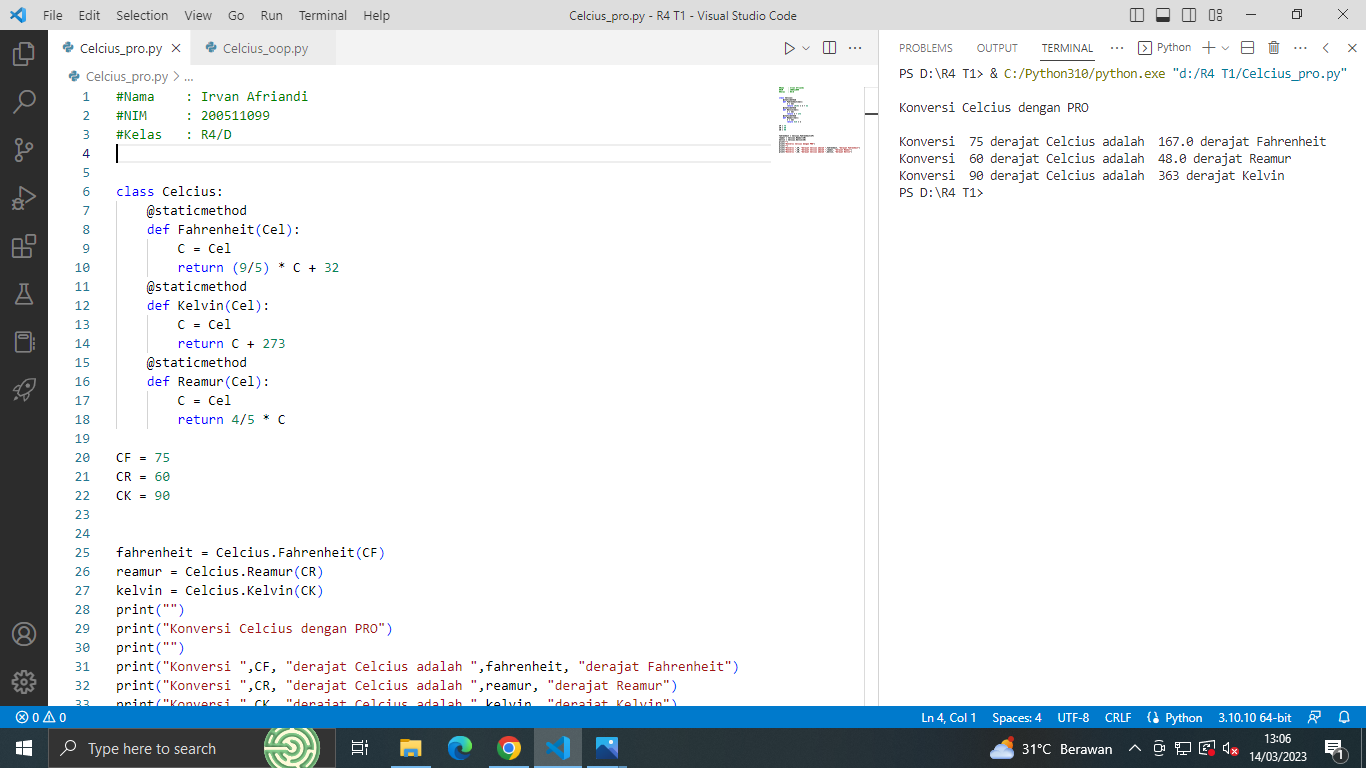 File Edit Selection View Go Run Terminal Help Celcius_pro.py - R4 T1 - Visual Studio Code
Celcius_pro.py Celcius_oop.py
Celcius_pro.py > ...
1 #Nama    : Irvan Afriandi
2 #NIM     : 200511099
3 #Kelas   : R4/D
4
5
6 class Celcius:
7     @staticmethod
8     def Fahrenheit(Cel):
9         C = Cel
10         return (9/5) * C + 32
11     @staticmethod
12     def Kelvin(Cel):
13         C = Cel
14         return C + 273
15     @staticmethod
16     def Reamur(Cel):
17         C = Cel
18         return 4/5 * C
19
20 CF = 75
21 CR = 60
22 CK = 90
23
24
25 fahrenheit = Celcius.Fahrenheit(CF)
26 reamur = Celcius.Reamur(CR)
27 kelvin = Celcius.Kelvin(CK)
28 print("")
29 print("Konversi Celcius dengan PRO")
30 print("")
31 print("Konversi ",CF, "derajat Celcius adalah ",fahrenheit, "derajat Fahrenheit")
32 print("Konversi ",CR, "derajat Celcius adalah ",reamur, "derajat Reamur")
33 print("Konversi ",CK, "derajat Celcius adalah ",kelvin, "derajat Kelvin")
PROBLEMS OUTPUT TERMINAL ... Python
PS D:\R4 T1> & C:/Python310/python.exe "d:/R4 T1/Celcius_pro.py"
Konversi Celcius dengan PRO
Konversi  75 derajat Celcius adalah  167.0 derajat Fahrenheit
Konversi  60 derajat Celcius adalah  48.0 derajat Reamur
Konversi  90 derajat Celcius adalah  363 derajat Kelvin
PS D:\R4 T1>
0 0 Ln 4, Col 1 Spaces: 4 UTF-8 CRLF Python 3.10.10 64-bit
Type here to search 31°C Berawan 13:06
14/03/2023 1